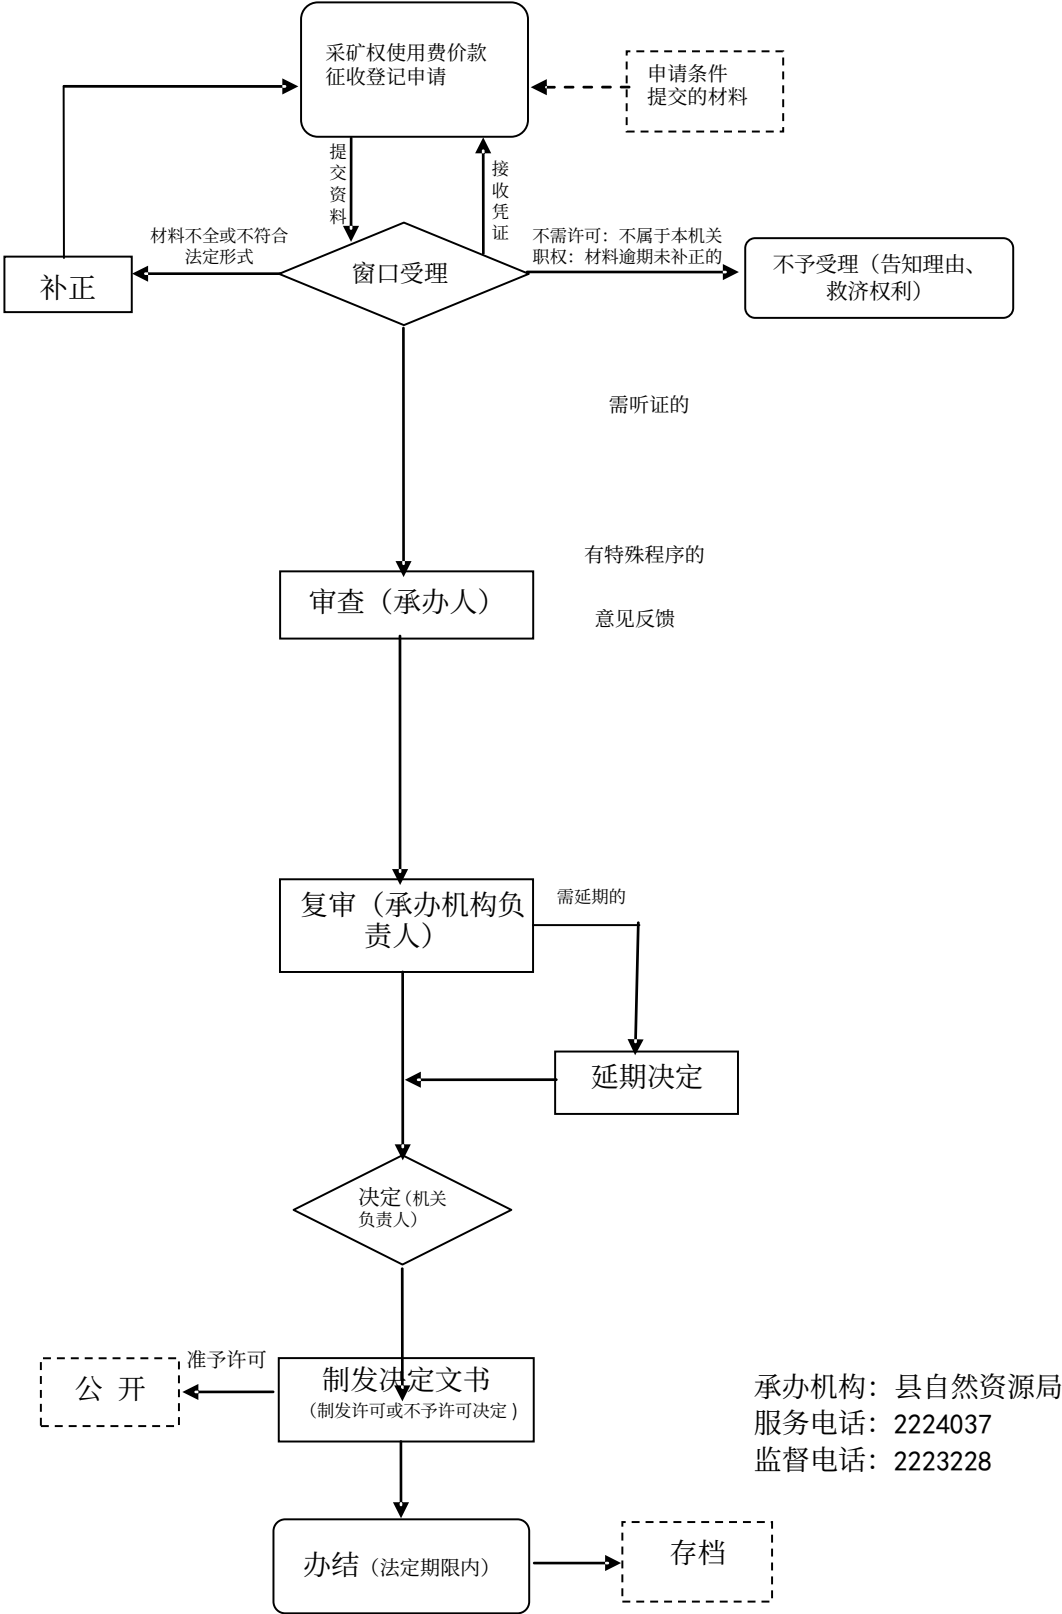 采矿权使用费价款
征收登记申请
申请条件
提交的材料
提交资料
接收凭证
材料不全或不符合
法定形式
不需许可：不属于本机关
职权：材料逾期未补正的
补正
窗口受理
不予受理（告知理由、
救济权利）
需听证的
有特殊程序的
审查（承办人）
意见反馈
复审（承办机构负
责人）
需延期的
延期决定
决定（机关
负责人）
准予许可
公 开
制发决定文书
（制发许可或不予许可决定）
承办机构：县自然资源局
服务电话：2224037
监督电话：2223228
办结（法定期限内）
存档